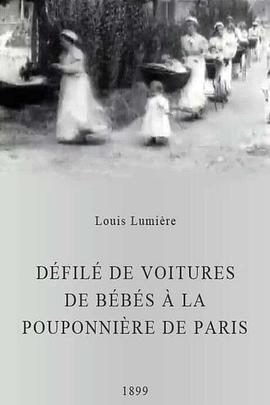 Louis Lumière
DÉFILÉ DE VOITURES
DE BÉBÉS À LA
POUPONNIÈRE DE PARIS
1899